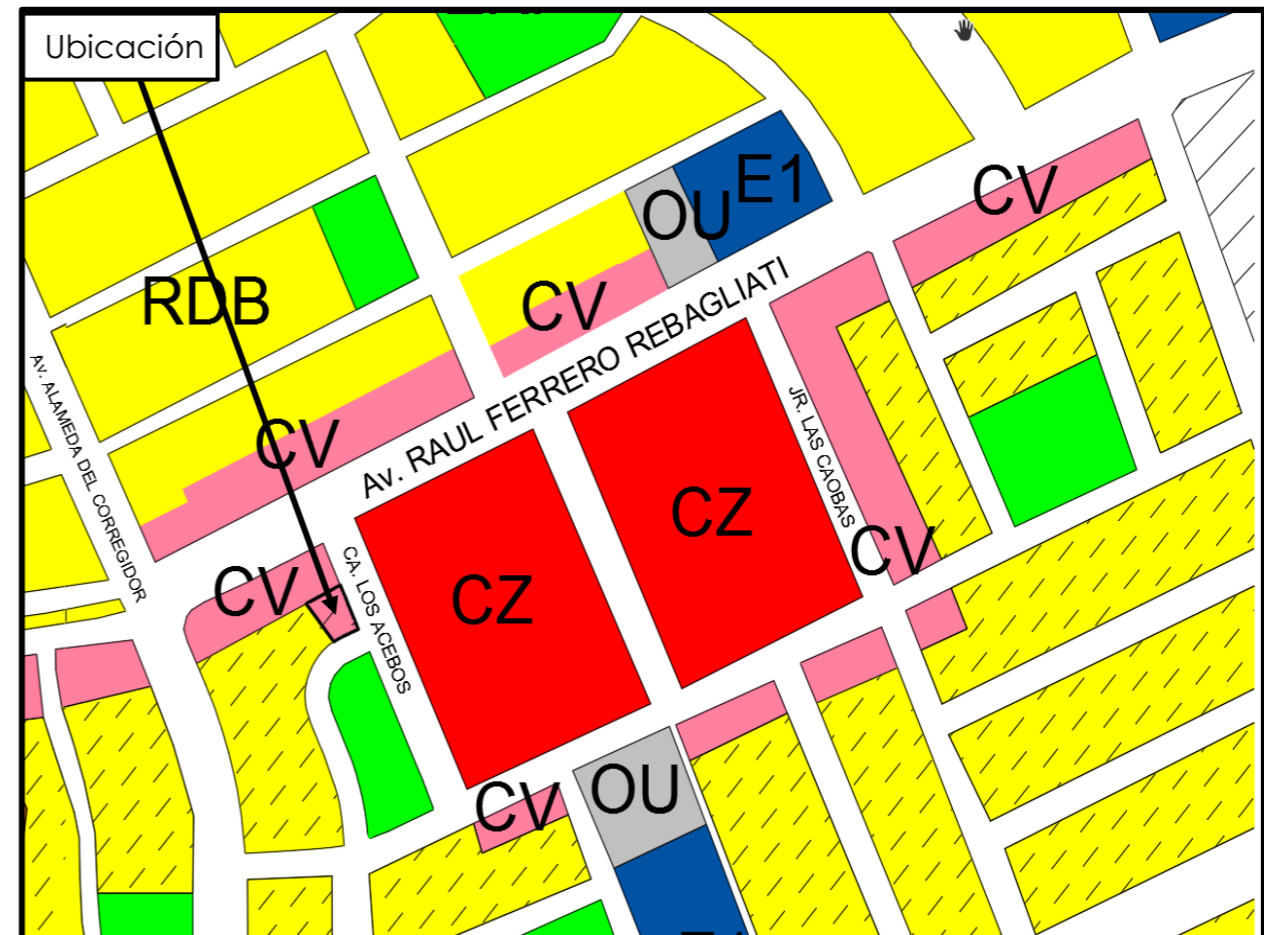 Ubicación
E1
OU
CV
RDB
CV
Av. RAUL FERRERO REBAGLIATI
Av. ALAMEDA DEL CORREGIDOR
CV
JR. LAS CAOBAS
CZ
CV
CA. LOS ACEBOS
CV
CZ
OU
CV